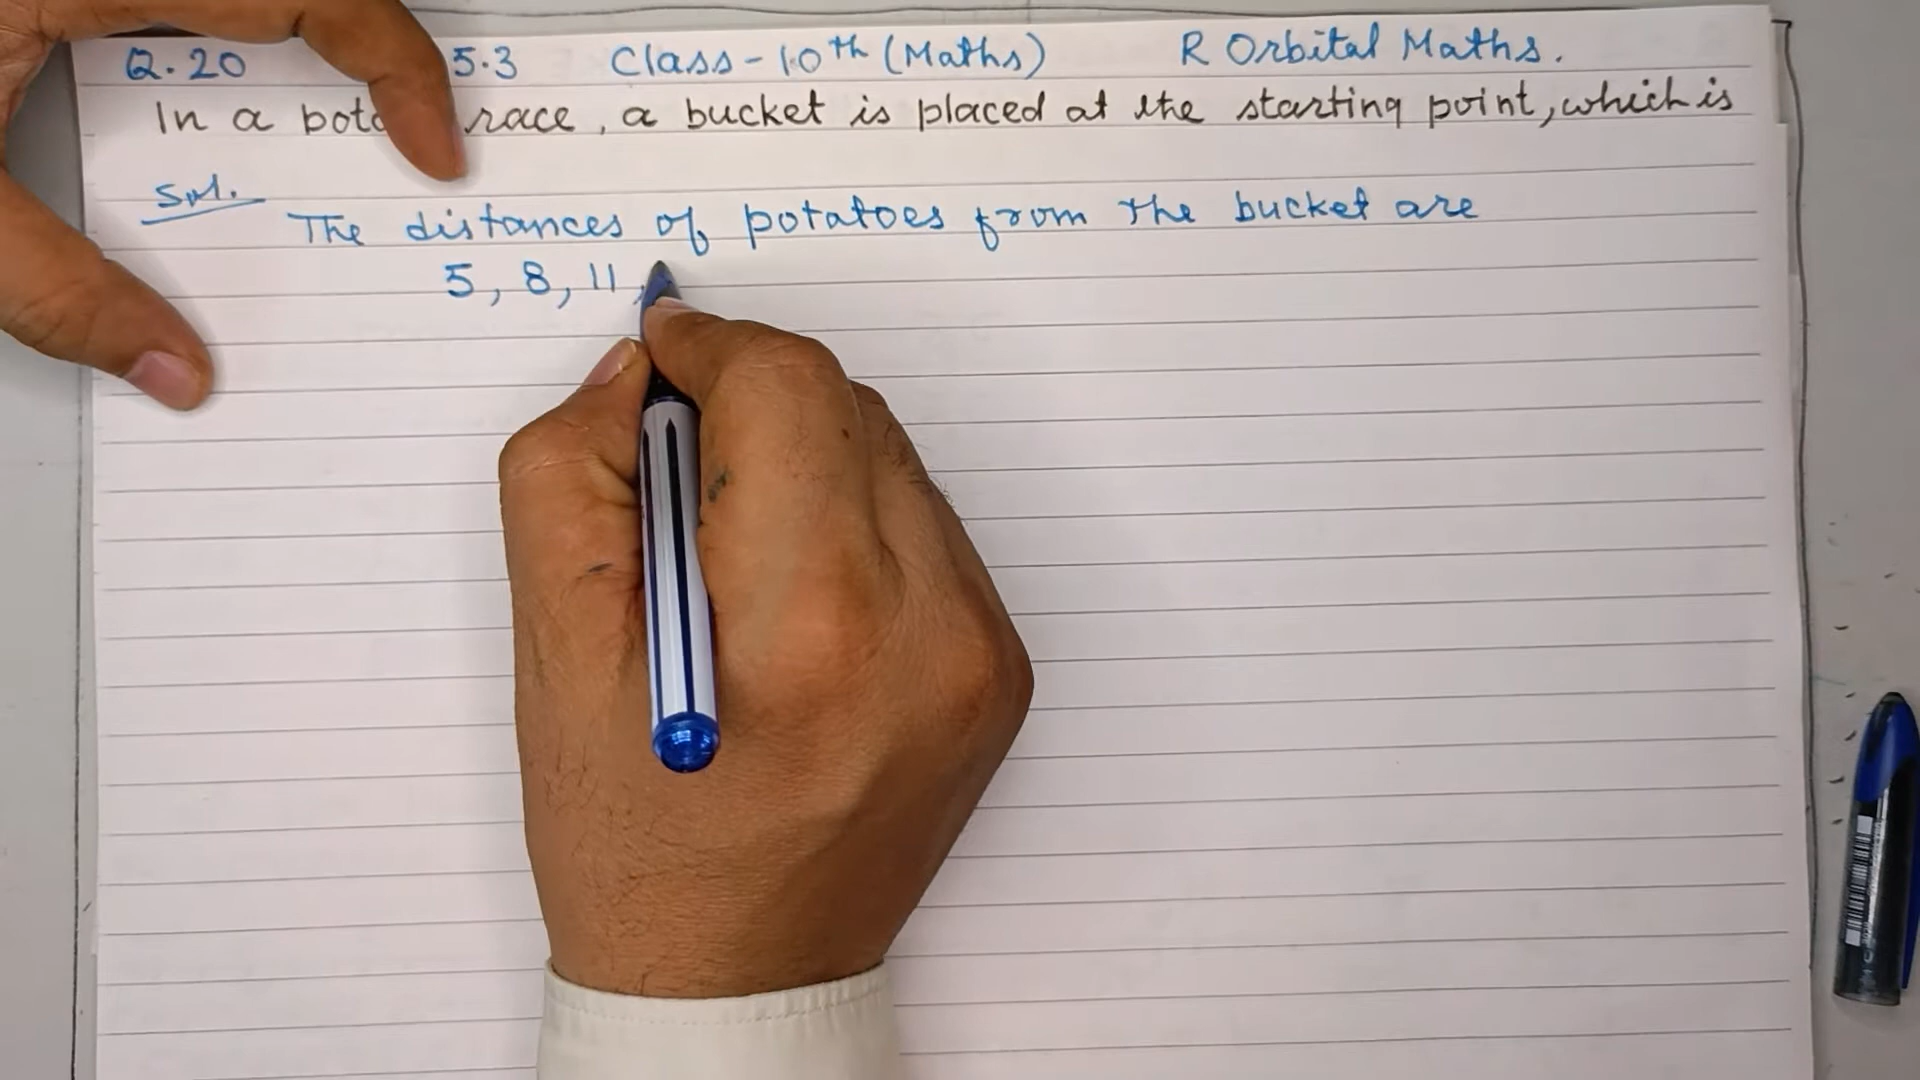 Q.20 5.3 Class-10th (Maths) R Orbital Maths.
In a race, a bucket is placed at the starting point, which is
Sol.
The distances of potatoes from the bucket are
5, 8, 11,